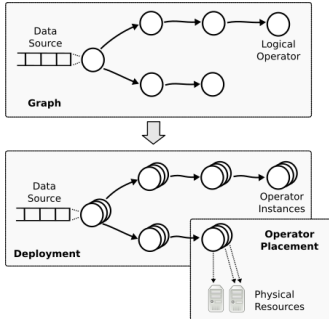 Data
Source
Logical
Operator
Graph
Data
Source
Operator
Instances
Deployment
Operator
Placement
Physical
Resources